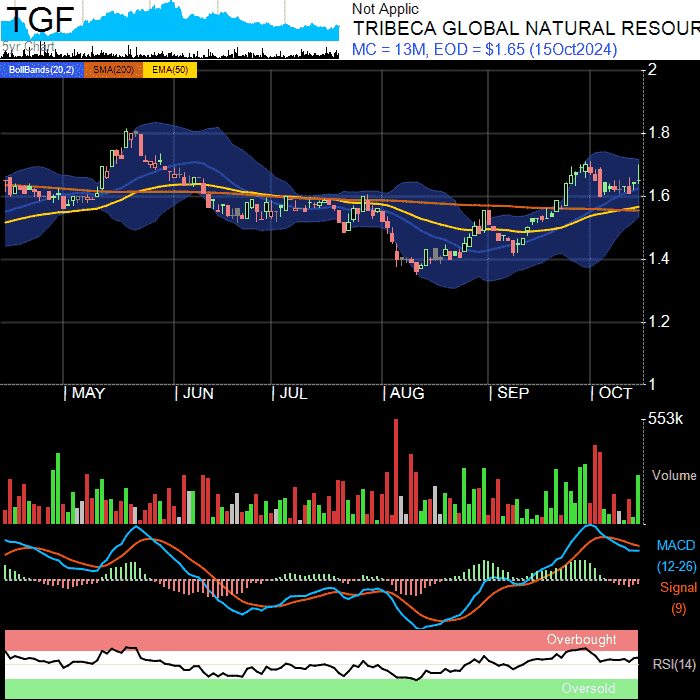 TGF
5yr Chart
Not Applic
TRIBECA GLOBAL NATURAL RESOUR
MC = 13M, EOD = $1.65 (15Oct2024)
BollBands(20,2) SMA(200) EMA(50)
2
1.8
1.6
1.4
1.2
1
MAY JUN JUL AUG SEP OCT
553k
Volume
MACD
(12-26)
Signal
(9)
Overbought
RSI(14)
Oversold